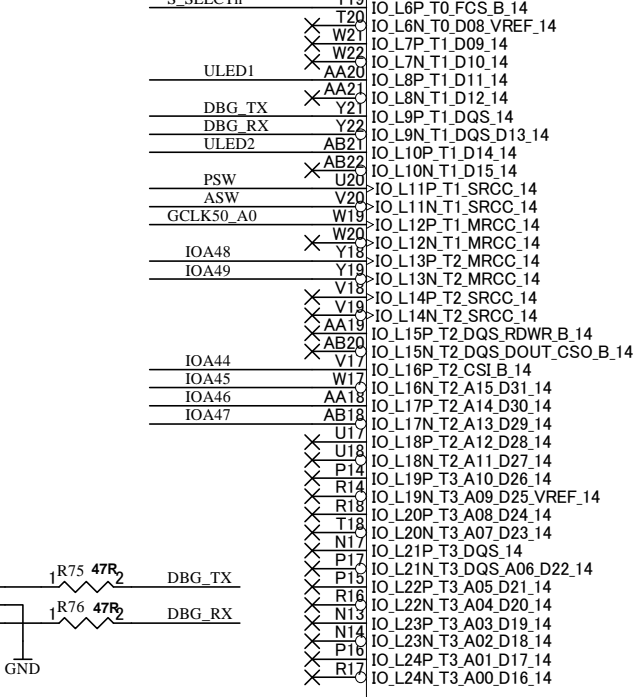 IO_L6P_T0_FCS_B_14
T20 IO_L6N_T0_D08_VREF_14
W21 IO_L7P_T1_D09_14
W22 IO_L7N_T1_D10_14
ULED1 AA20 IO_L8P_T1_D11_14
AA21 IO_L8N_T1_D12_14
DBG_TX Y21 IO_L9P_T1_DQS_14
DBG_RX Y22 IO_L9N_T1_DQS_D13_14
ULED2 AB21 IO_L10P_T1_D14_14
AB22 IO_L10N_T1_D15_14
PSW U20 IO_L11P_T1_SRCC_14
ASW V20 IO_L11N_T1_SRCC_14
GCLK50_A0 W19 IO_L12P_T1_MRCC_14
W20 IO_L12N_T1_MRCC_14
IOA48 Y18 IO_L13P_T2_MRCC_14
IOA49 Y19 IO_L13N_T2_MRCC_14
V18 IO_L14P_T2_SRCC_14
V19 IO_L14N_T2_SRCC_14
AA19 IO_L15P_T2_DQS_RDWR_B_14
AB20 IO_L15N_T2_DQS_DOUT_CSO_B_14
IOA44 V17 IO_L16P_T2_CSI_B_14
IOA45 W17 IO_L16N_T2_A15_D31_14
IOA46 AA18 IO_L17P_T2_A14_D30_14
IOA47 AB18 IO_L17N_T2_A13_D29_14
U17 IO_L18P_T2_A12_D28_14
U18 IO_L18N_T2_A11_D27_14
P14 IO_L19P_T3_A10_D26_14
R14 IO_L19N_T3_A09_D25_VREF_14
R18 IO_L20P_T3_A08_D24_14
T18 IO_L20N_T3_A07_D23_14
N17 IO_L21P_T3_DQS_14
P17 IO_L21N_T3_DQS_A06_D22_14
P15 IO_L22P_T3_A05_D21_14
R16 IO_L22N_T3_A04_D20_14
N13 IO_L23P_T3_A03_D19_14
N14 IO_L23N_T3_A02_D18_14
P16 IO_L24P_T3_A01_D17_14
R17 IO_L24N_T3_A00_D16_14
1 R75 47R 2 DBG_TX
1 R76 47R 2 DBG_RX
GND